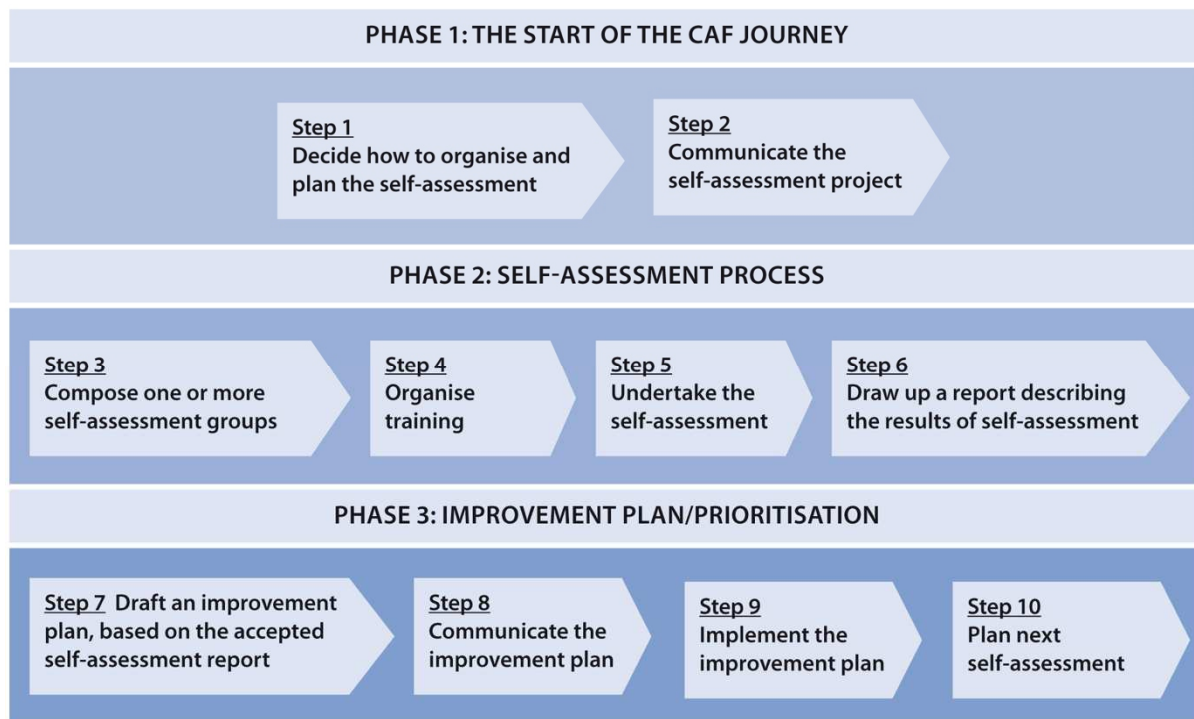 PHASE 1: THE START OF THE CAF JOURNEY
Step 1
Decide how to organise and
plan the self-assessment
Step 2
Communicate the
self-assessment project
PHASE 2: SELF-ASSESSMENT PROCESS
Step 3
Compose one or more
self-assessment groups
Step 4
Organise
training
Step 5
Undertake the
self-assessment
Step 6
Draw up a report describing
the results of self-assessment
PHASE 3: IMPROVEMENT PLAN/PRIORITISATION
Step 7 Draft an improvement
plan, based on the accepted
self-assessment report
Step 8
Communicate the
improvement plan
Step 9
Implement the
improvement plan
Step 10
Plan next
self-assessment